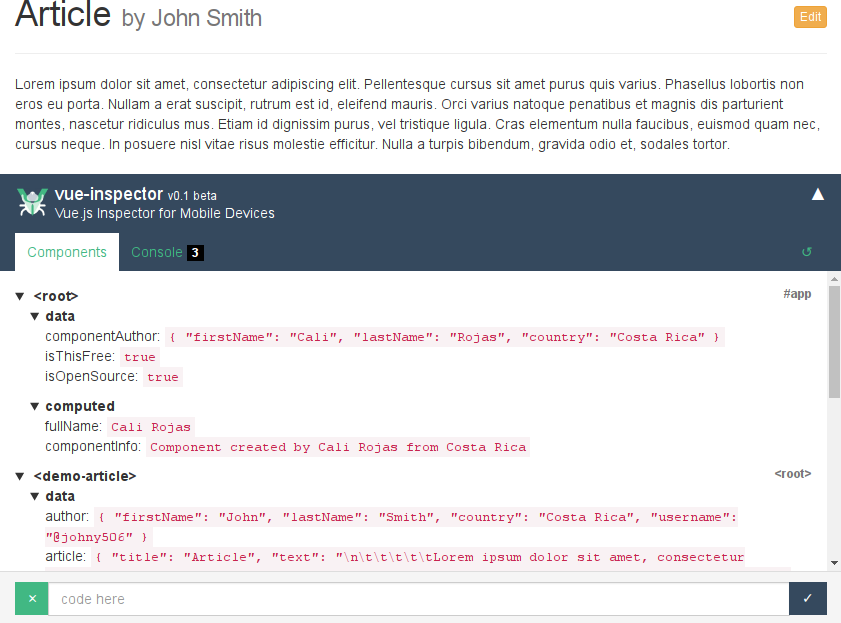 Article by John Smith
Edit
Lorem ipsum dolor sit amet, consectetur adipiscing elit. Pellentesque cursus sit amet purus quis varius. Phasellus lobortis non
eros eu porta. Nullam a erat suscipit, rutrum est id, eleifend mauris. Orci varius natoque penatibus et magnis dis parturient
montes, nascetur ridiculus mus. Etiam id dignissim purus, vel tristique ligula. Cras elementum nulla faucibus, euismod quam nec,
cursus neque. In posuere nisl vitae risus molestie efficitur. Nulla a turpis bibendum, gravida odio et, sodales tortor.
vue-inspector v0.1 beta
Vue.js Inspector for Mobile Devices
Components Console 3
<root> #app
data
componentAuthor: { "firstName": "Cali", "lastName": "Rojas", "country": "Costa Rica" }
isThisFree: true
isOpenSource: true
computed
fullName: Cali Rojas
componentInfo: Component created by Cali Rojas from Costa Rica
<demo-article> <root>
data
author: { "firstName": "John", "lastName": "Smith", "country": "Costa Rica", "username":
"@johny506" }
article: { "title": "Article", "text": "\n\t\t\t\t\tLorem ipsum dolor sit amet, consectetur
code here